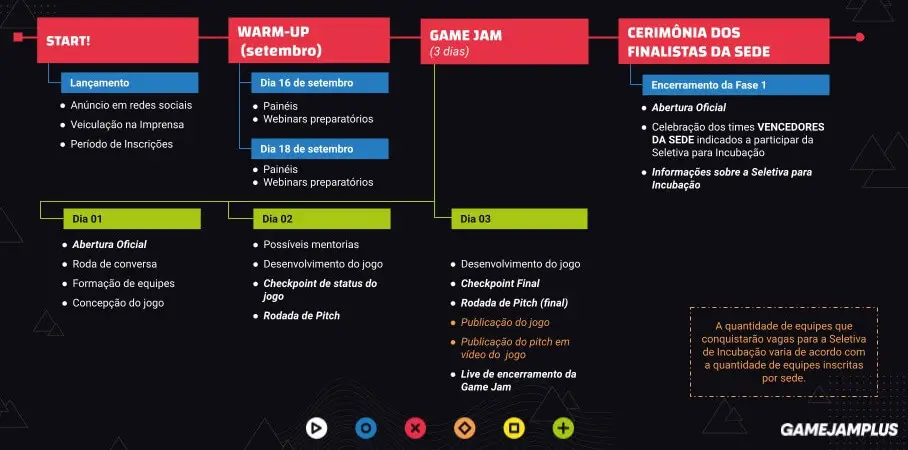 START!
Lançamento
Anúncio em redes sociais
Veiculação na Imprensa
Período de Inscrições
WARM-UP
(setembro)
Dia 16 de setembro
Painéis
Webinars preparatórios
Dia 18 de setembro
Painéis
Webinars preparatórios
GAME JAM
(3 dias)
CERIMÔNIA DOS
FINALISTAS DA SEDE
Encerramento da Fase 1
Abertura Oficial
Celebração dos times VENCEDORES
DA SEDE indicados a participar da
Seletiva para Incubação
Informações sobre a Seletiva para
Incubação
Dia 01
Abertura Oficial
Roda de conversa
Formação de equipes
Concepção do jogo
Dia 02
Possíveis mentorias
Desenvolvimento do jogo
Checkpoint de status do
jogo
Rodada de Pitch
Dia 03
Desenvolvimento do jogo
Checkpoint Final
Rodada de Pitch (final)
Publicação do jogo
Publicação do pitch em
vídeo do jogo
Live de encerramento da
Game Jam
A quantidade de equipes que
conquistarão vagas para a Seletiva
de Incubação varia de acordo com
a quantidade de equipes inscritas
por sede.
GAMEJAMPLUS